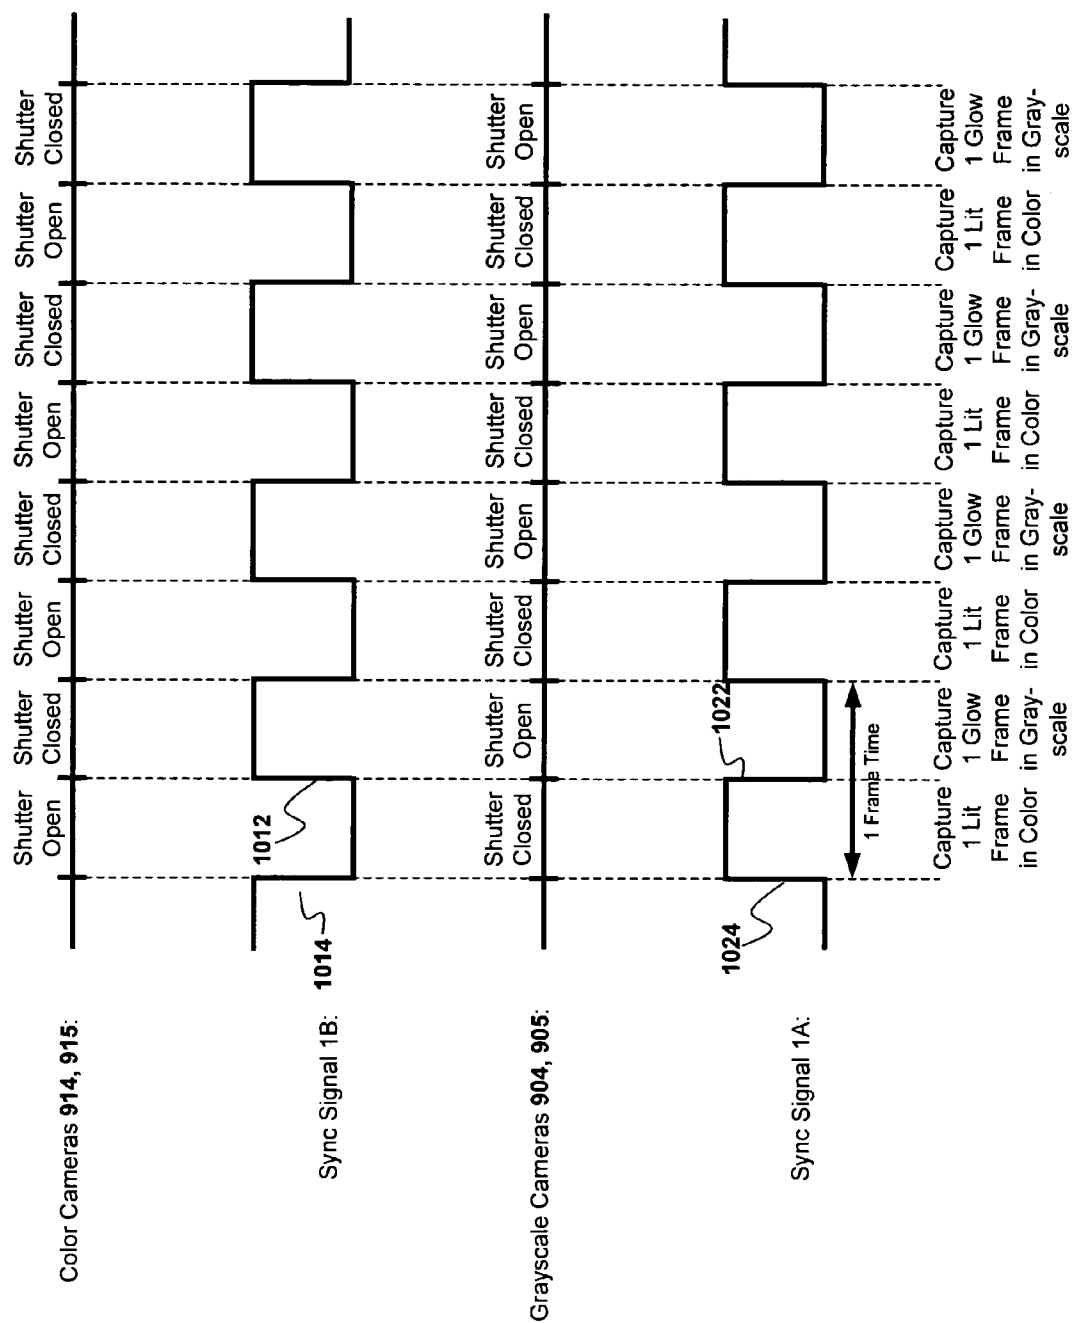 Color Cameras 914, 915:
Shutter
Open
Shutter
Closed
Shutter
Open
Shutter
Closed
Shutter
Open
Shutter
Closed
Shutter
Open
Shutter
Closed
Sync Signal 1B:
1014
1012
Grayscale Cameras 904, 905:
Shutter
Closed
Shutter
Open
Shutter
Closed
Shutter
Open
Shutter
Closed
Shutter
Open
Shutter
Closed
Shutter
Open
Sync Signal 1A:
1024
1022
1 Frame Time
Capture
1 Lit
Frame
in Color
Capture
1 Glow
Frame
in Gray-
scale
Capture
1 Lit
Frame
in Color
Capture
1 Glow
Frame
in Gray-
scale
Capture
1 Lit
Frame
in Color
Capture
1 Glow
Frame
in Gray-
scale
Capture
1 Lit
Frame
in Color
Capture
1 Glow
Frame
in Gray-
scale